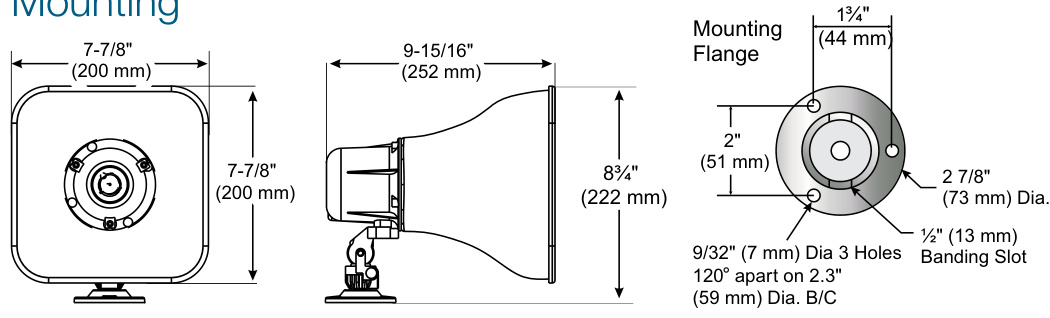 Mounting
7-7/8"
(200 mm)
7-7/8"
(200 mm)
9-15/16"
(252 mm)
8¾"
(222 mm)
Mounting
Flange
1¾"
(44 mm)
2"
(51 mm)
2 7/8"
(73 mm) Dia.
½" (13 mm)
Banding Slot
9/32" (7 mm) Dia 3 Holes
120° apart on 2.3"
(59 mm) Dia. B/C